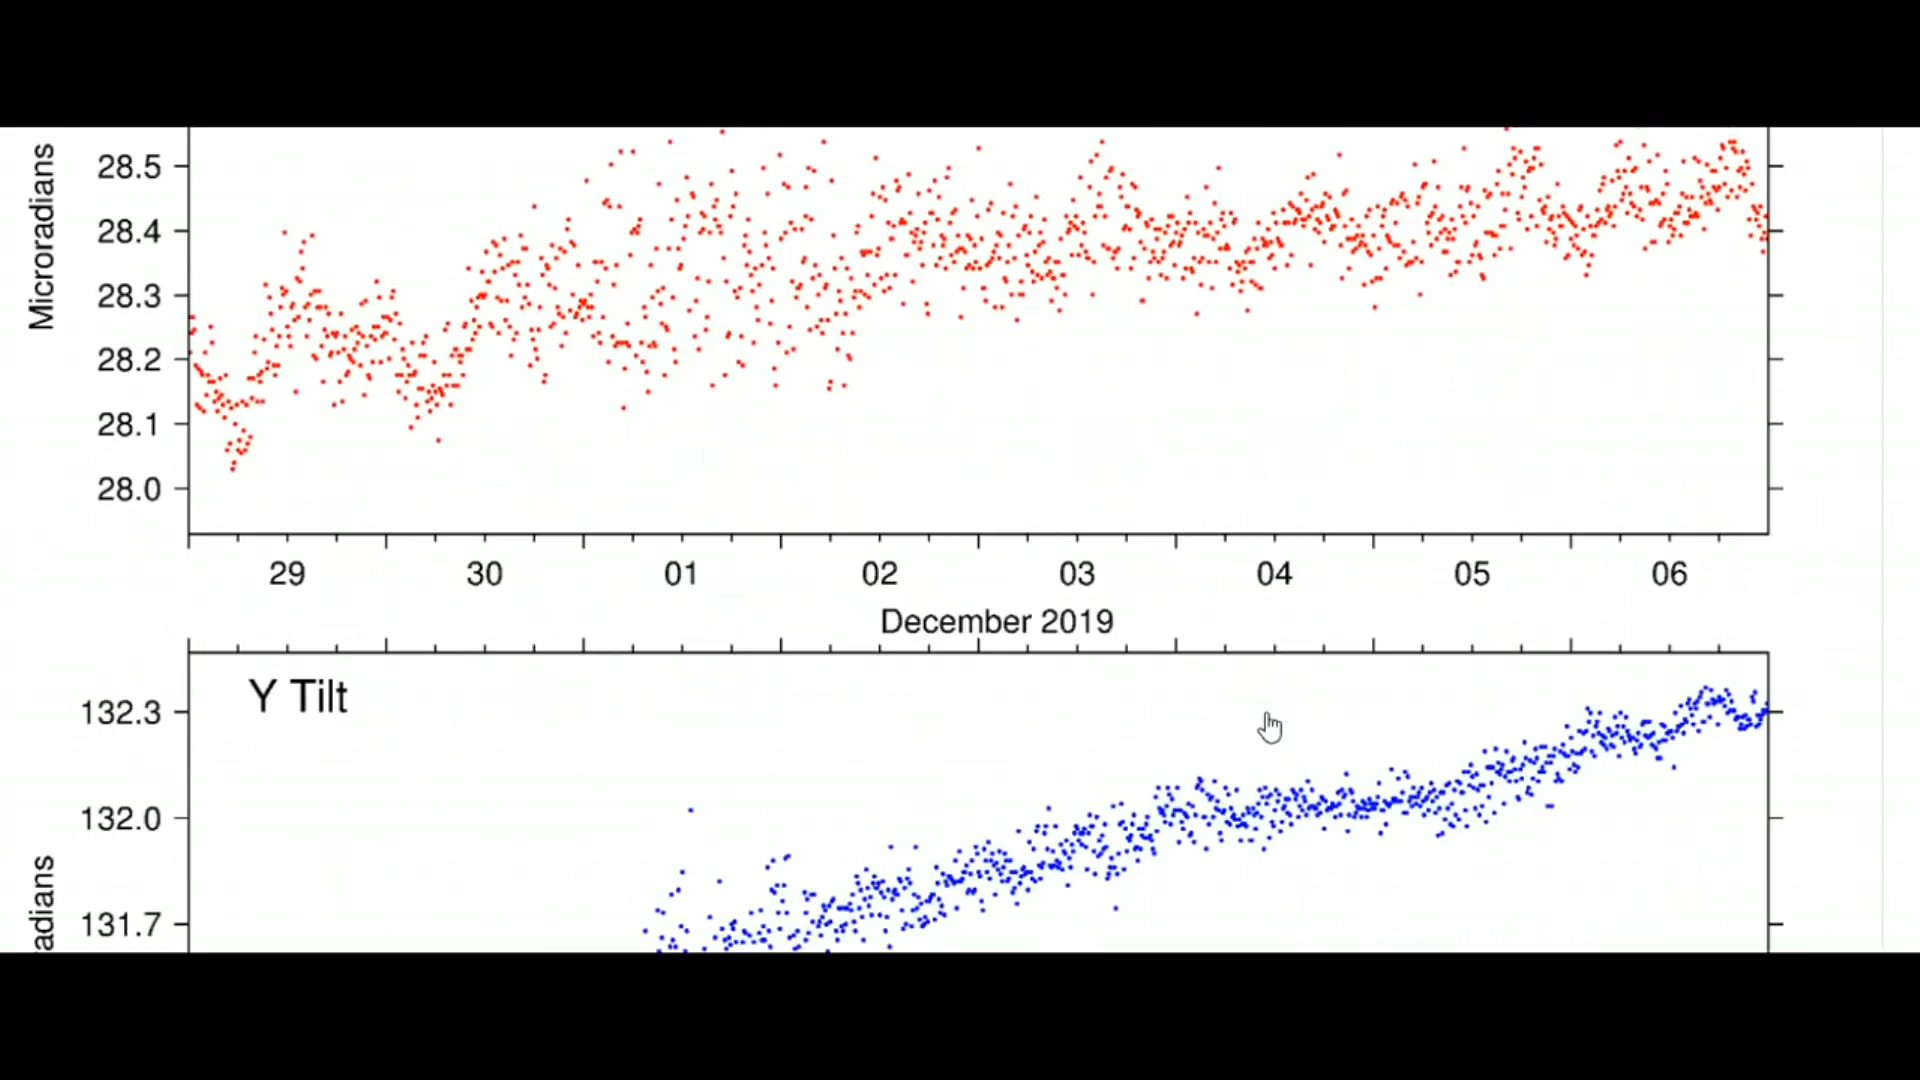 Microradians
28.5
28.4
28.3
28.2
28.1
28.0
29 30 01 02 03 04 05 06
December 2019
Y Tilt
132.3
132.0
131.7
adians